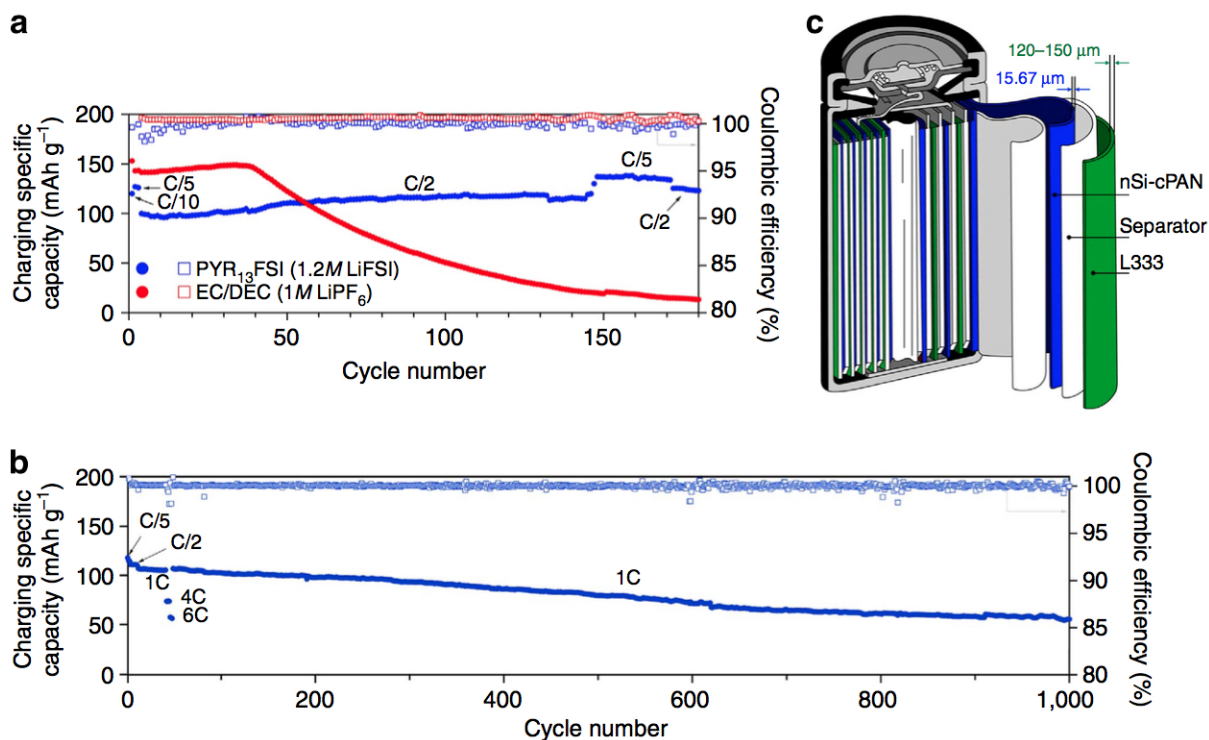 a
200
150
100
50
0
Charging specific
capacity (mAh g⁻¹)
C/5
C/10
C/2
C/5
C/2
PYR₁₃FSI (1.2M LiFSI)
EC/DEC (1M LiPF₆)
100
95
90
85
80
Coulombic efficiency
(%)
0 50 100 150
Cycle number
c
120–150 μm
15.67 μm
nSi-cPAN
Separator
L333
b
200
150
100
50
0
Charging specific
capacity (mAh g⁻¹)
C/5
C/2
1C
4C
6C
1C
100
95
90
85
80
Coulombic efficiency
(%)
0 200 400 600 800 1,000
Cycle number